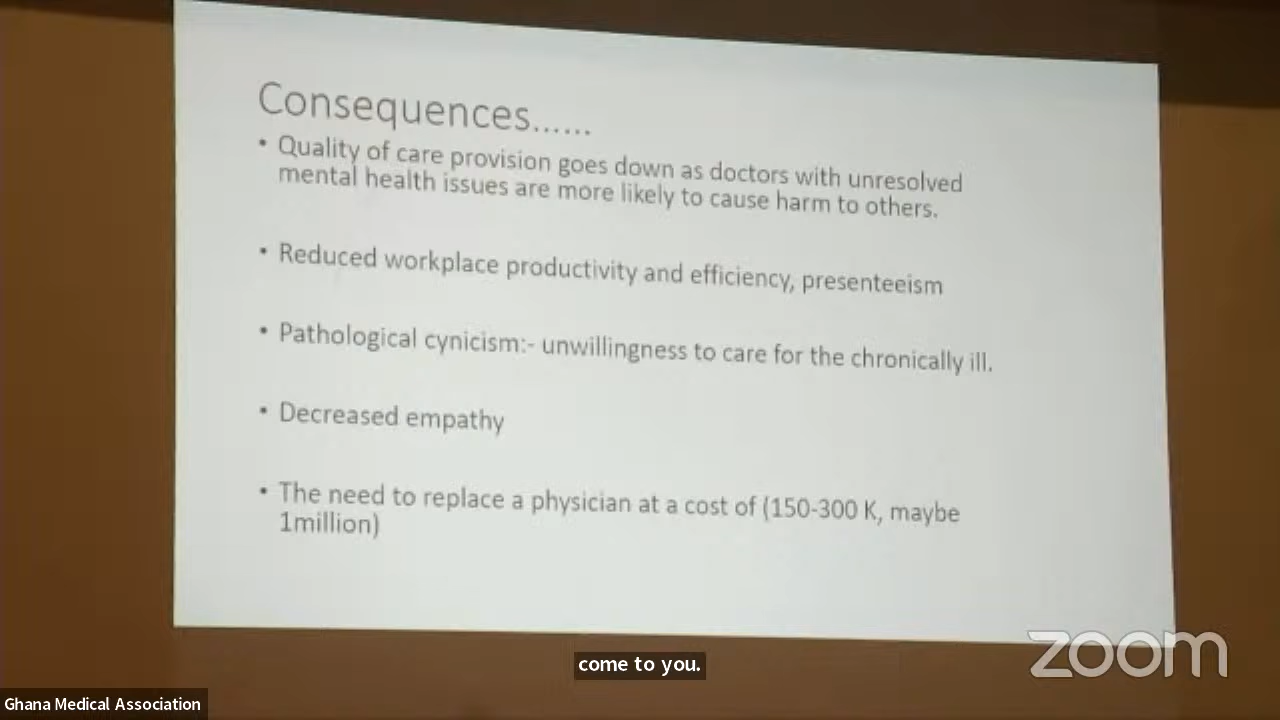 Consequences......
• Quality of care provision goes down as doctors with unresolved
mental health issues are more likely to cause harm to others.
• Reduced workplace productivity and efficiency, presenteeism
• Pathological cynicism:- unwillingness to care for the chronically ill.
• Decreased empathy
• The need to replace a physician at a cost of (150-300 K, maybe
1million)
come to you.
zoom
Ghana Medical Association